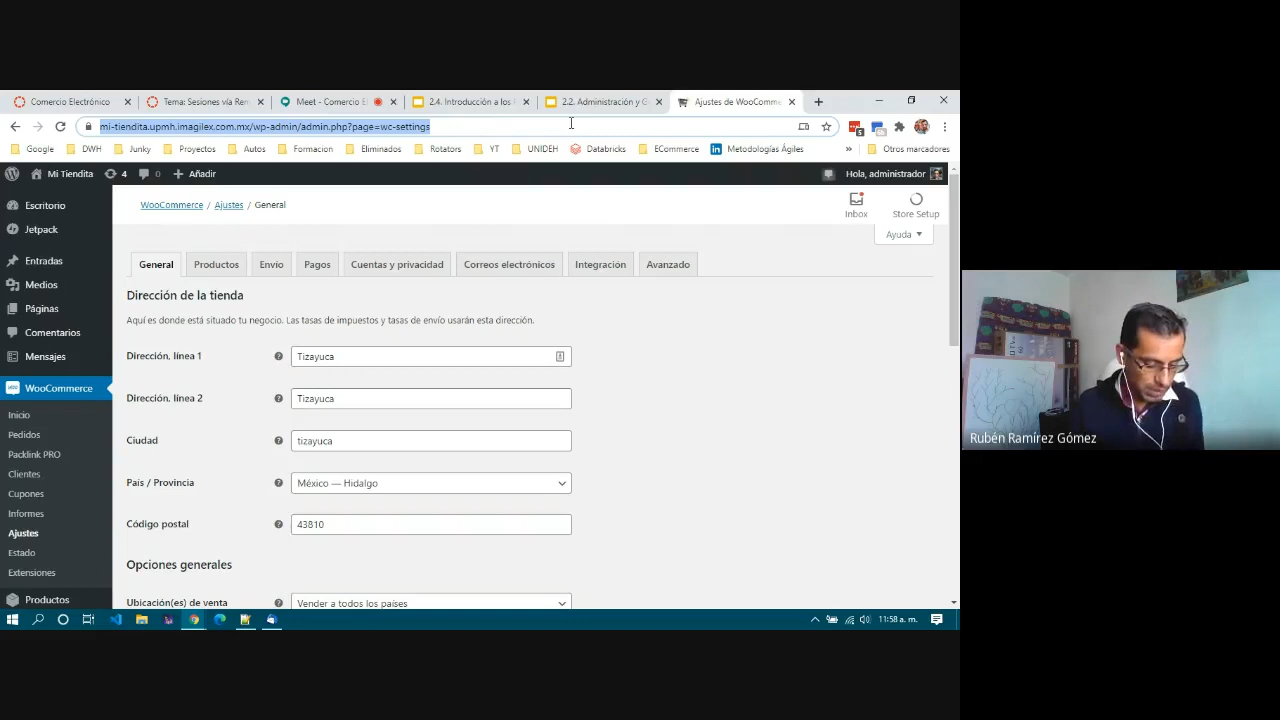 Comercio Electrónico
Tema: Sesiones vía Rem
Meet - Comercio E
2.4. Introducción a los
2.2. Administración y G
Ajustes de WooComme
mi-tiendita.upmh.imagilex.com.mx/wp-admin/admin.php?page=wc-settings
5
Google
DWH
Junky
Proyectos
Autos
Formacion
Eliminados
Rotators
YT
UNIDEH
Databricks
ECommerce
Metodologías Ágiles
»
Otros marcadores
Mi Tiendita
4
0
Añadir
Hola, administrador
Escritorio
Jetpack
Entradas
Medios
Páginas
Comentarios
Mensajes
WooCommerce
Inicio
Pedidos
Packlink PRO
Clientes
Cupones
Informes
Ajustes
Estado
Extensiones
Productos
WooCommerce / Ajustes / General
Inbox
Store Setup
Ayuda
General
Productos
Envío
Pagos
Cuentas y privacidad
Correos electrónicos
Integración
Avanzado
Dirección de la tienda
Aquí es donde está situado tu negocio. Las tasas de impuestos y tasas de envío usarán esta dirección.
Dirección, línea 1
Tizayuca
Dirección, línea 2
Tizayuca
Ciudad
tizayuca
País / Provincia
México — Hidalgo
Código postal
43810
Opciones generales
Ubicación(es) de venta
Vender a todos los países
11:58 a. m.
Rubén Ramírez Gómez